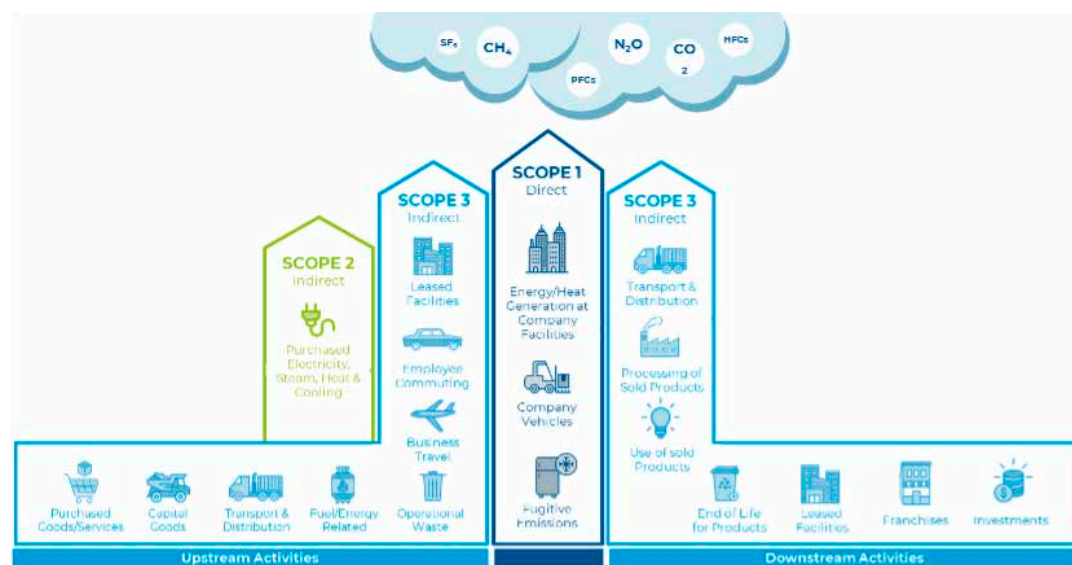 SF₆
CH₄
N₂O
CO
2
HFCs
PFCs
SCOPE 2
Indirect
Purchased
Electricity,
Steam, Heat &
Cooling
SCOPE 3
Indirect
Leased
Facilities
Employee
Commuting
Business
Travel
Operational
Waste
Purchased
Goods/Services
Capital
Goods
Transport &
Distribution
Fuel/Energy
Related
Upstream Activities
SCOPE 1
Direct
Energy/Heat
Generation at
Company
Facilities
Company
Vehicles
Fugitive
Emissions
SCOPE 3
Indirect
Transport &
Distribution
Processing of
Sold Products
Use of sold
Products
End of Life
for Products
Leased
Facilities
Franchises
Investments
Downstream Activities